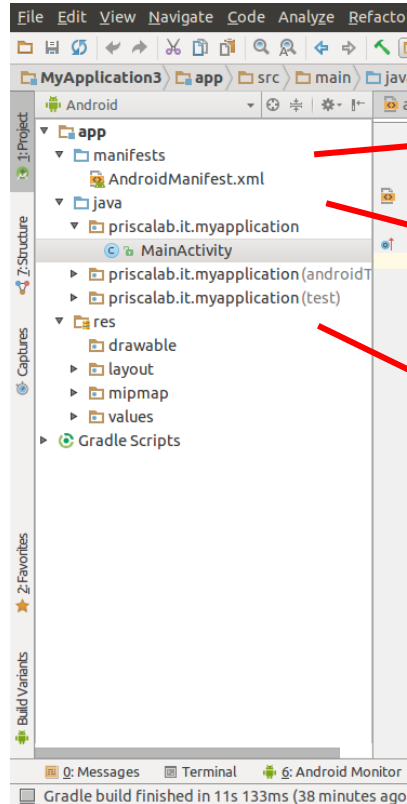 File Edit View Navigate Code Analyze Refacto
MyApplication3 app src main java
Android
1: Project
app
manifests
AndroidManifest.xml
java
priscalab.it.myapplication
MainActivity
priscalab.it.myapplication (androidT
priscalab.it.myapplication (test)
res
drawable
layout
mipmap
values
Gradle Scripts
7: Structure
Captures
2: Favorites
Build Variants
0: Messages Terminal 6: Android Monitor
Gradle build finished in 11s 133ms (38 minutes ago